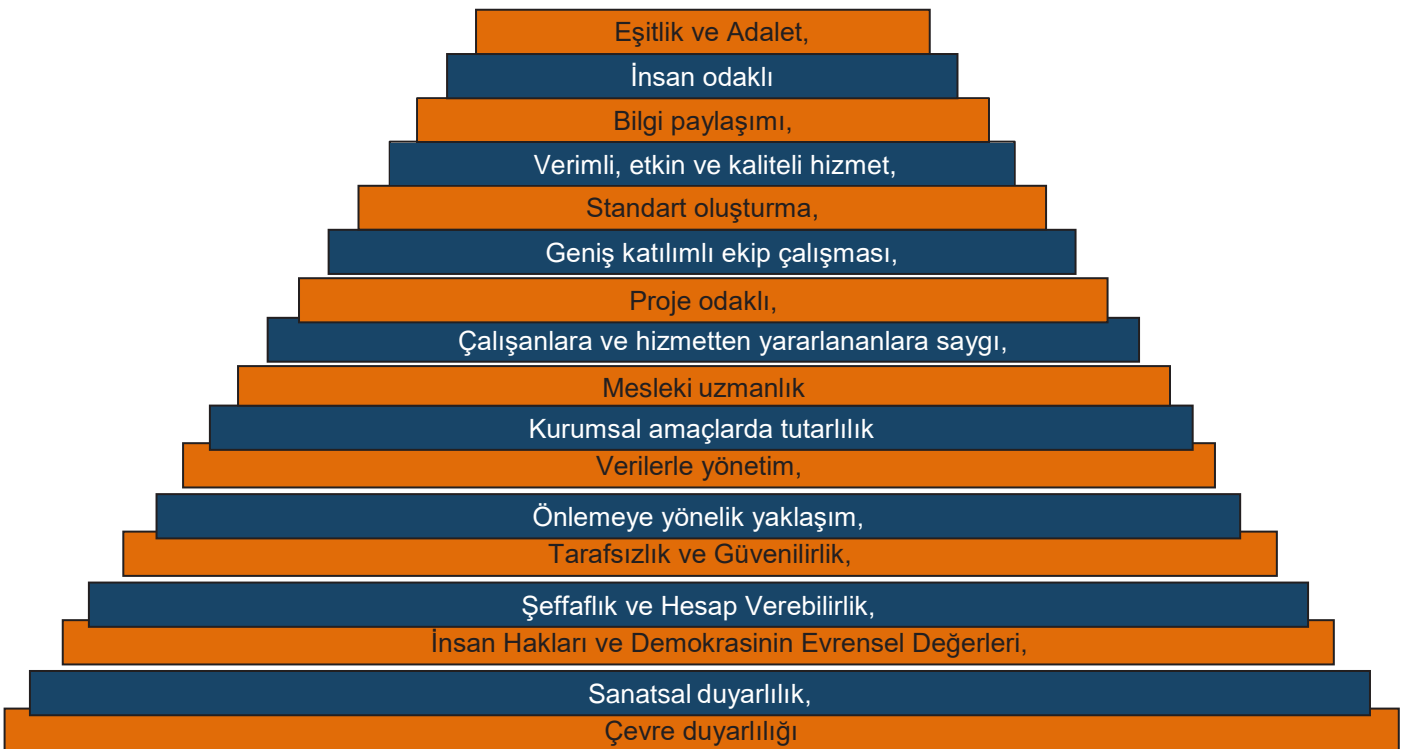 Eşitlik ve Adalet,
İnsan odaklı
Bilgi paylaşımı,
Verimli, etkin ve kaliteli hizmet,
Standart oluşturma,
Geniş katılımlı ekip çalışması,
Proje odaklı,
Çalışanlara ve hizmetten yararlananlara saygı,
Mesleki uzmanlık
Kurumsal amaçlarda tutarlılık
Verilerle yönetim,
Önlemeye yönelik yaklaşım,
Tarafsızlık ve Güvenilirlik,
Şeffaflık ve Hesap Verebilirlik,
İnsan Hakları ve Demokrasinin Evrensel Değerleri,
Sanatsal duyarlılık,
Çevre duyarlılığı